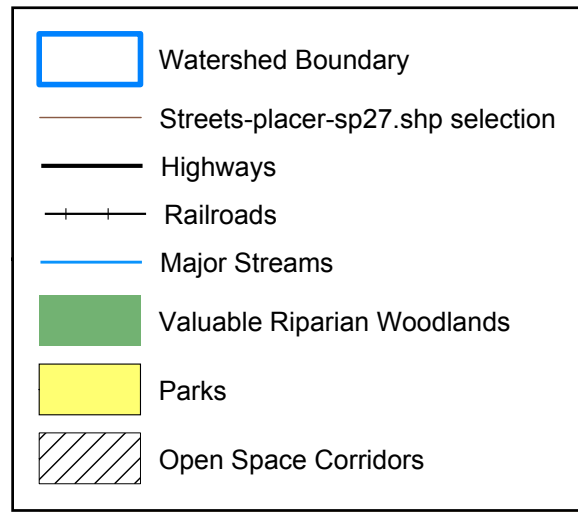 Watershed Boundary
Streets-placer-sp27.shp selection
Highways
Railroads
Major Streams
Valuable Riparian Woodlands
Parks
Open Space Corridors